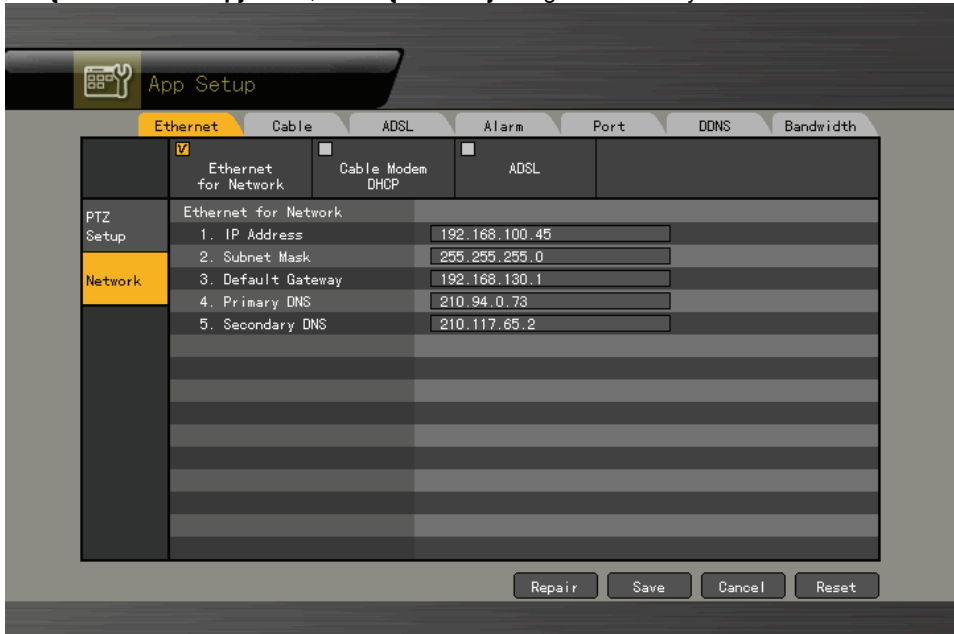 App Setup
Ethernet Cable ADSL Alarm Port DDNS Bandwidth
V
Ethernet for Network
Cable Modem DHCP
ADSL
PTZ Setup
Network
Ethernet for Network
1. IP Address 192.168.100.45
2. Subnet Mask 255.255.255.0
3. Default Gateway 192.168.130.1
4. Primary DNS 210.94.0.73
5. Secondary DNS 210.117.65.2
Repair Save Cancel Reset